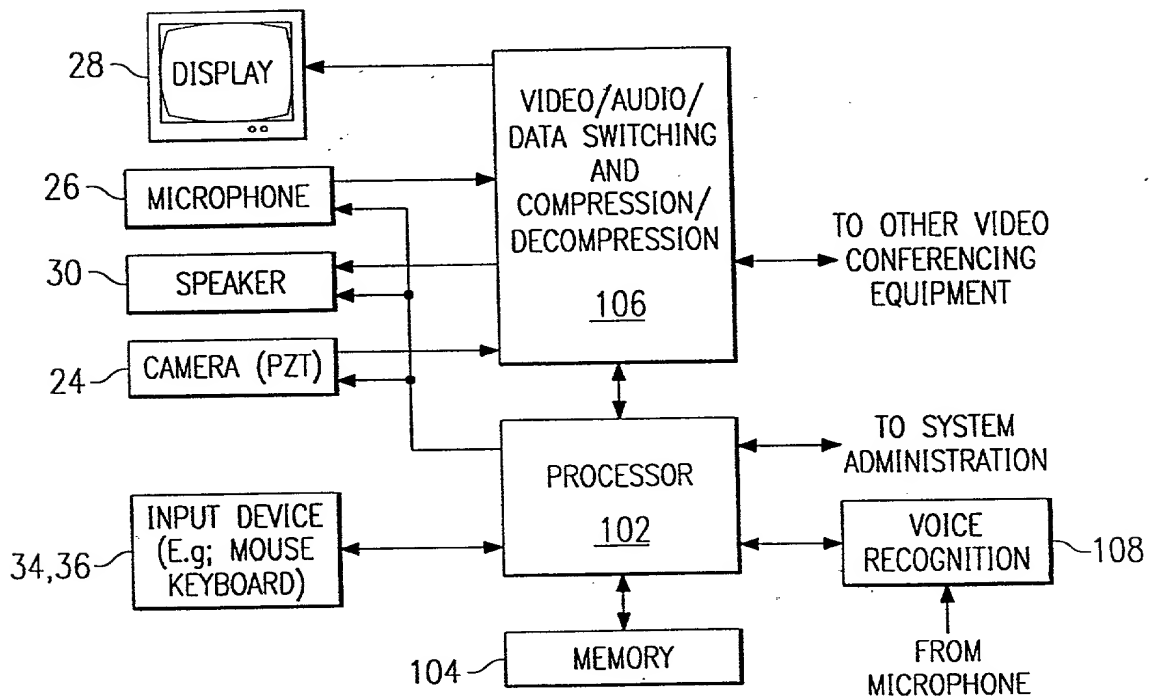 28
DISPLAY
VIDEO/AUDIO/
DATA SWITCHING
AND
COMPRESSION/
DECOMPRESSION
106
26
MICROPHONE
30
SPEAKER
24
CAMERA (PZT)
TO OTHER VIDEO
CONFERENCING
EQUIPMENT
PROCESSOR
102
TO SYSTEM
ADMINISTRATION
34,36
INPUT DEVICE
(E.g; MOUSE
KEYBOARD)
VOICE
RECOGNITION
108
104
MEMORY
FROM
MICROPHONE